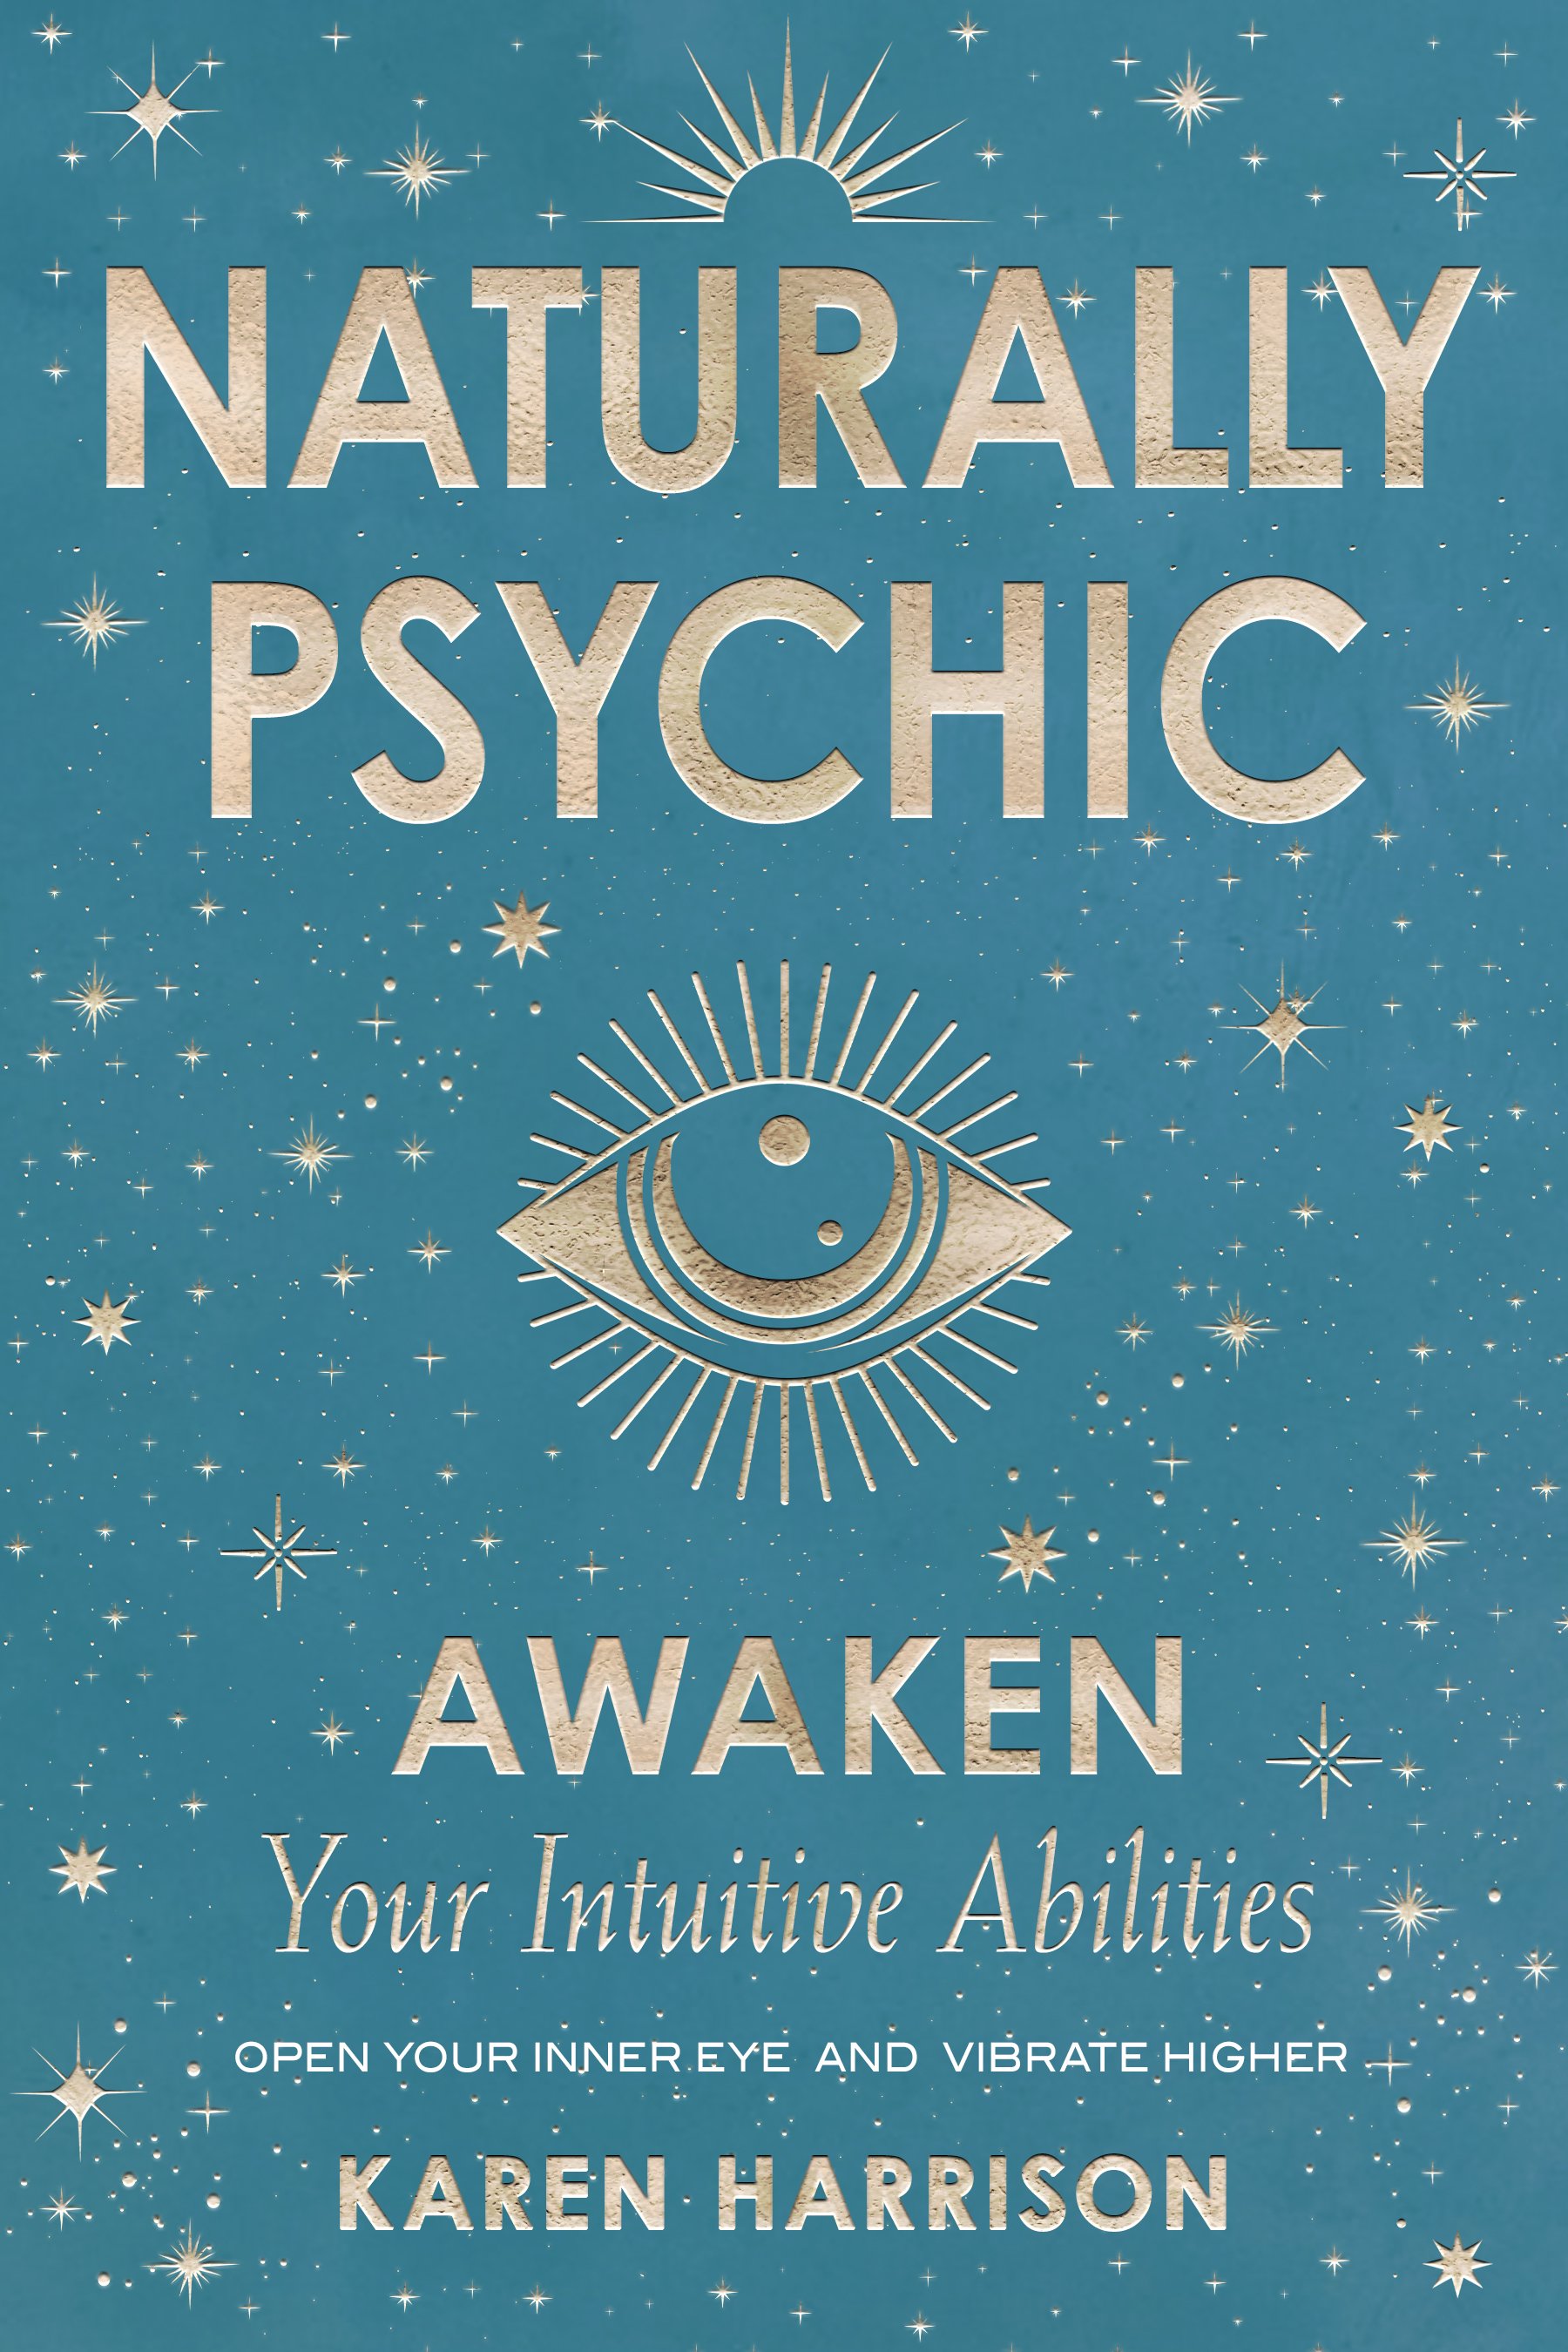 NATURALLY
PSYCHIC
AWAKEN
Your Intuitive Abilities
OPEN YOUR INNER EYE AND VIBRATE HIGHER
KAREN HARRISON